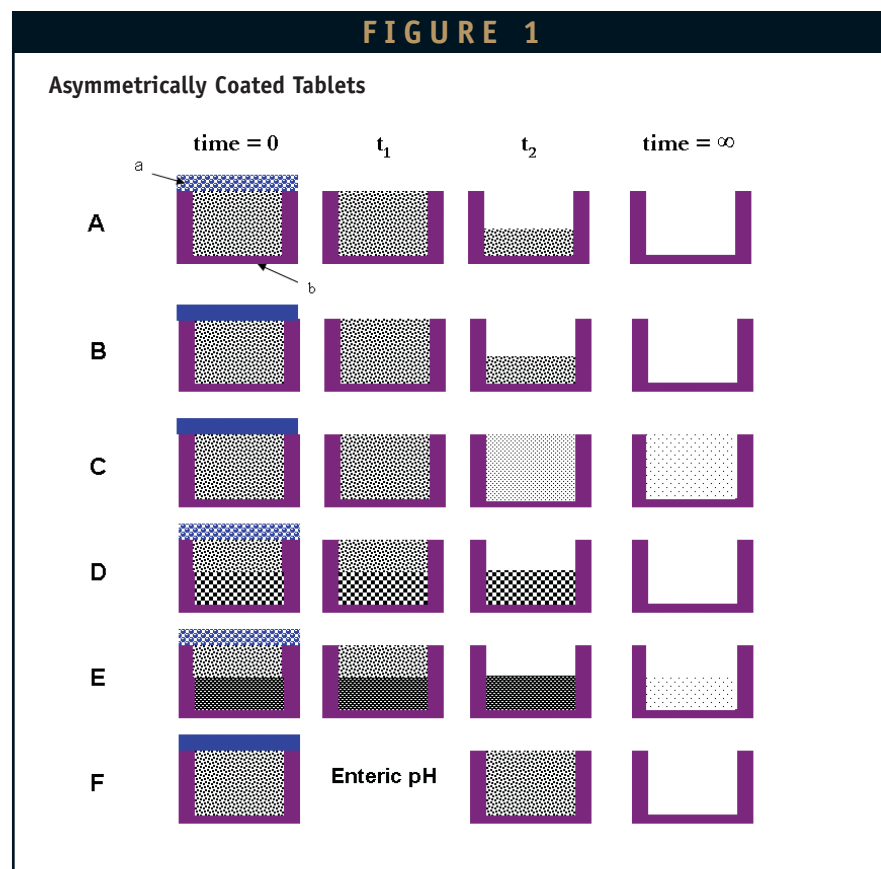 FIGURE 1
Asymmetrically Coated Tablets
time = 0 t₁ t₂ time = ∞
a
A
b
B
C
D
E
F Enteric pH